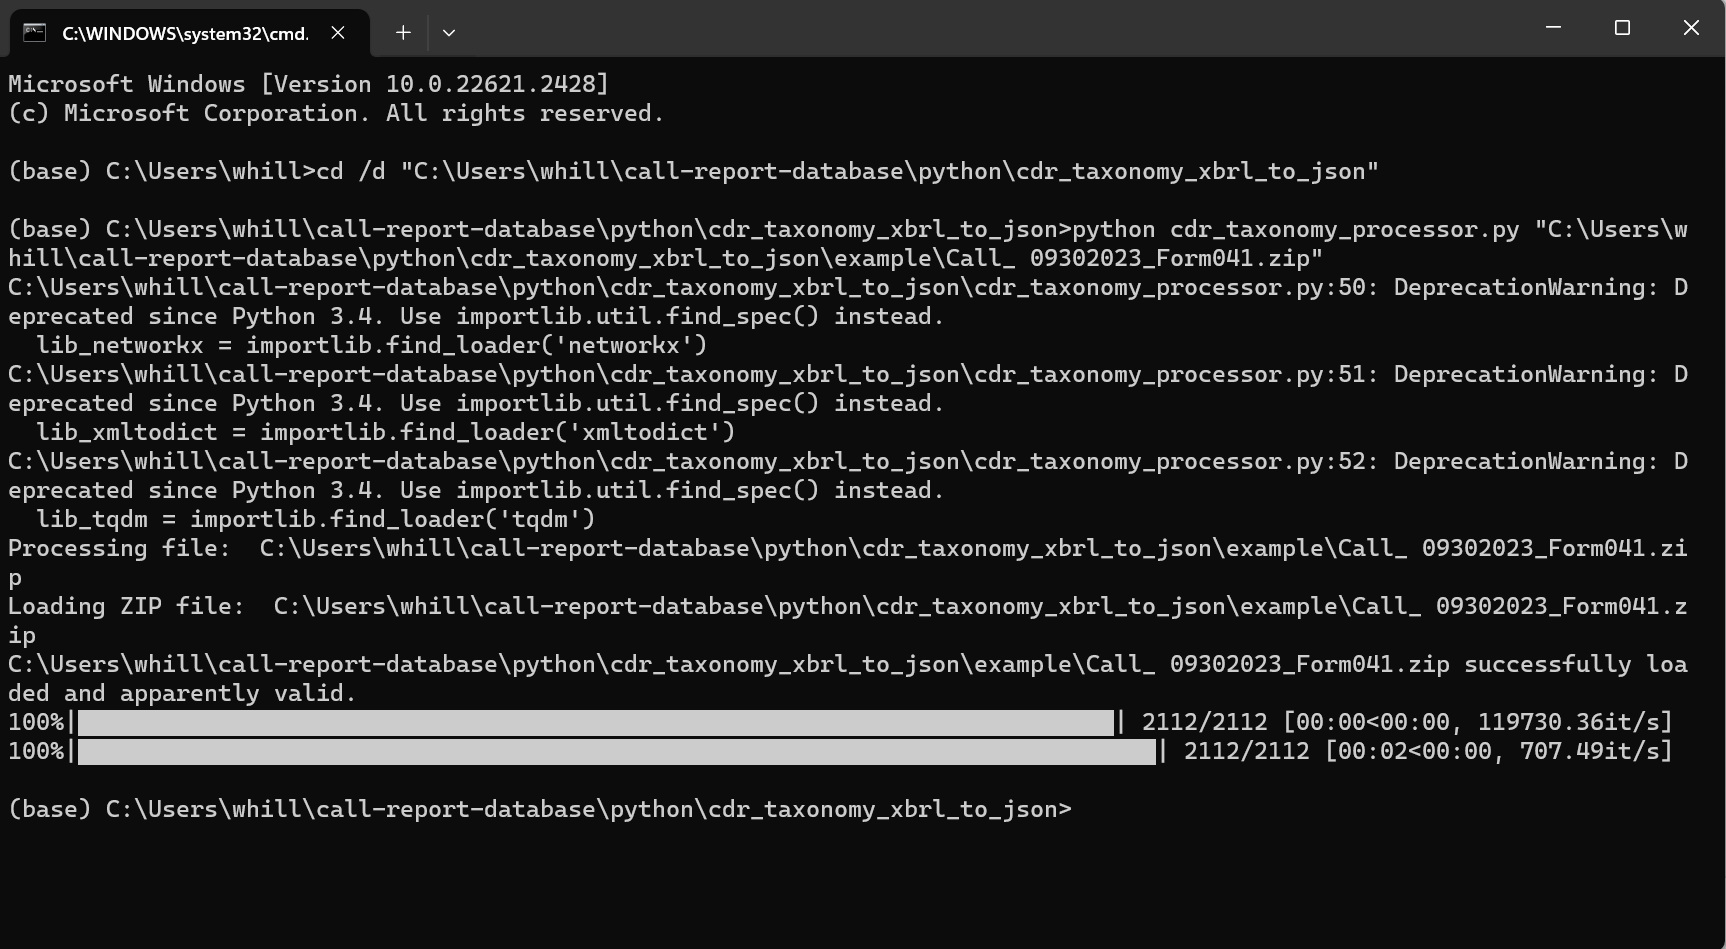 C:\WINDOWS\system32\cmd.
Microsoft Windows [Version 10.0.22621.2428]
(c) Microsoft Corporation. All rights reserved.
(base) C:\Users\whill>cd /d "C:\Users\whill\call-report-database\python\cdr_taxonomy_xbrl_to_json"
(base) C:\Users\whill\call-report-database\python\cdr_taxonomy_xbrl_to_json>python cdr_taxonomy_processor.py "C:\Users\w
hill\call-report-database\python\cdr_taxonomy_xbrl_to_json\example\Call_ 09302023_Form041.zip"
C:\Users\whill\call-report-database\python\cdr_taxonomy_xbrl_to_json\cdr_taxonomy_processor.py:50: DeprecationWarning: D
eprecated since Python 3.4. Use importlib.util.find_spec() instead.
  lib_networkx = importlib.find_loader('networkx')
C:\Users\whill\call-report-database\python\cdr_taxonomy_xbrl_to_json\cdr_taxonomy_processor.py:51: DeprecationWarning: D
eprecated since Python 3.4. Use importlib.util.find_spec() instead.
  lib_xmltodict = importlib.find_loader('xmltodict')
C:\Users\whill\call-report-database\python\cdr_taxonomy_xbrl_to_json\cdr_taxonomy_processor.py:52: DeprecationWarning: D
eprecated since Python 3.4. Use importlib.util.find_spec() instead.
  lib_tqdm = importlib.find_loader('tqdm')
Processing file:  C:\Users\whill\call-report-database\python\cdr_taxonomy_xbrl_to_json\example\Call_ 09302023_Form041.zi
p
Loading ZIP file:  C:\Users\whill\call-report-database\python\cdr_taxonomy_xbrl_to_json\example\Call_ 09302023_Form041.z
ip
C:\Users\whill\call-report-database\python\cdr_taxonomy_xbrl_to_json\example\Call_ 09302023_Form041.zip successfully loa
ded and apparently valid.
100%| | 2112/2112 [00:00<00:00, 119730.36it/s]
100%| | 2112/2112 [00:02<00:00, 707.49it/s]
(base) C:\Users\whill\call-report-database\python\cdr_taxonomy_xbrl_to_json>